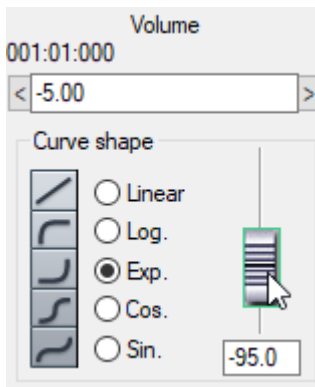 Volume
001:01:000
< -5.00 >
Curve shape
Linear
Log.
Exp.
Cos.
Sin.
-95.0